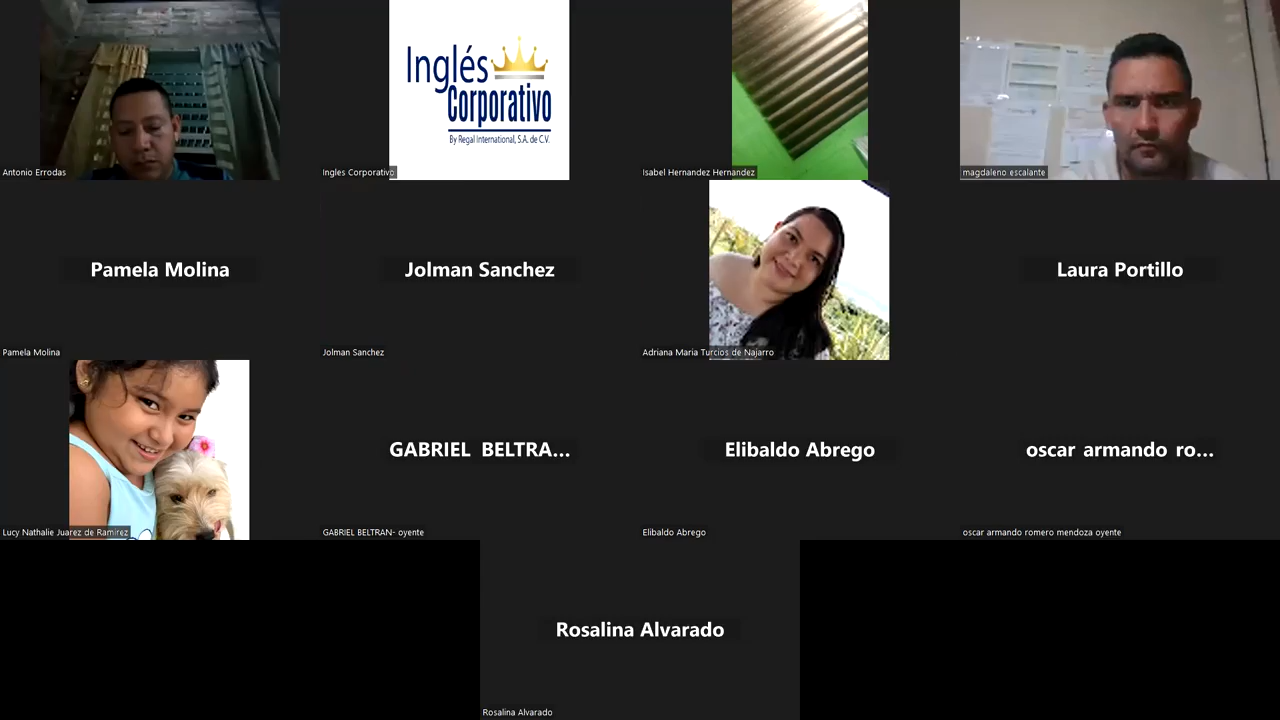 Inglés
Corporativo
By Regal International, S.A. de C.V.
Antonio Errodas
Ingles Corporativo
Isabel Hernandez Hernandez
magdaleno escalante
Pamela Molina
Jolman Sanchez
Laura Portillo
Pamela Molina
Jolman Sanchez
Adriana Maria Turcios de Najarro
GABRIEL BELTRA...
Elibaldo Abrego
oscar armando ro...
Lucy Nathalie Juarez de Ramirez
GABRIEL BELTRAN- oyente
Elibaldo Abrego
oscar armando romero mendoza oyente
Rosalina Alvarado
Rosalina Alvarado